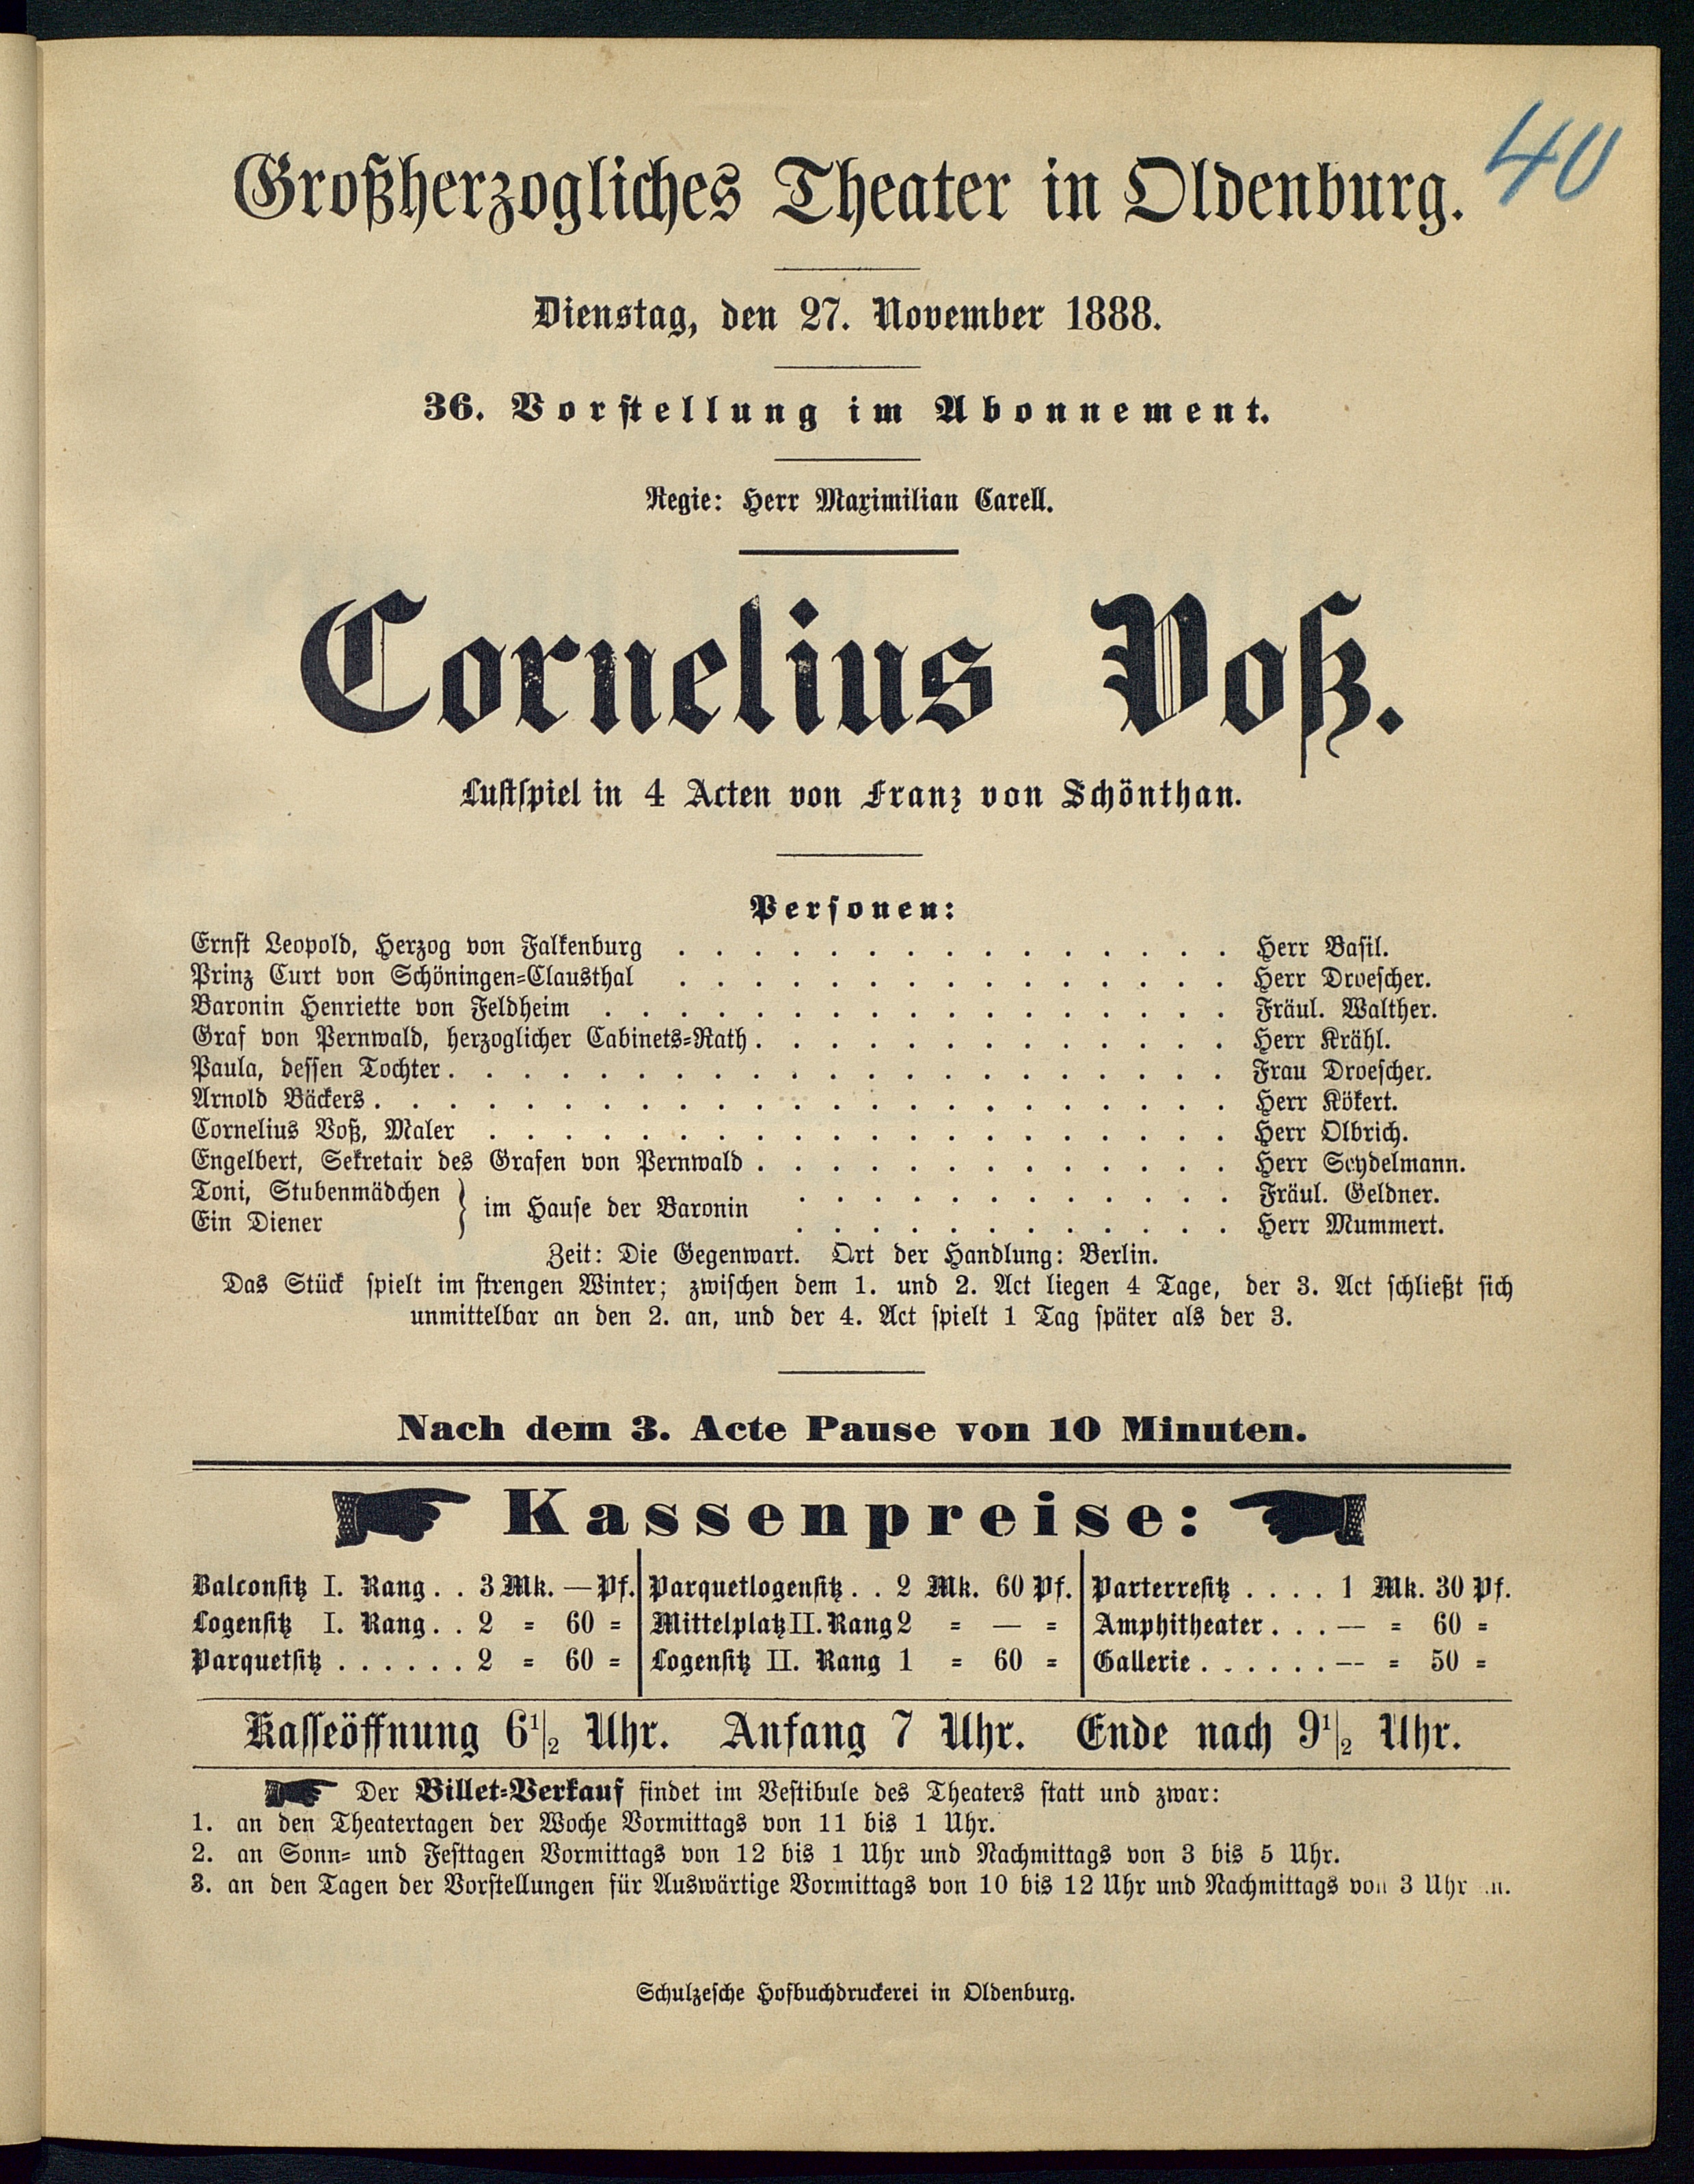 40
Großherzogliches Theater in Oldenburg.
Dienstag, den 27. November 1888.
36. Vorstellung im Abonnement.
Regie: Herr Maximilian Carell.
Cornelius Voß.
Lustspiel in 4 Acten von Franz von Schönthan.
Personen:
Ernst Leopold, Herzog von Falkenburg . . . . . . . . . . . . . . . Herr Basil.
Prinz Curt von Schöningen=Clausthal . . . . . . . . . . . . . . . Herr Droescher.
Baronin Henriette von Feldheim . . . . . . . . . . . . . . . . . Fräul. Walther.
Graf von Pernwald, herzoglicher Cabinets=Rath . . . . . . . . . . . . . Herr Krähl.
Paula, dessen Tochter . . . . . . . . . . . . . . . . . . . . . Frau Droescher.
Arnold Bäckers . . . . . . . . . . . . . . . . . . . . . . . Herr Kökert.
Cornelius Voß, Maler . . . . . . . . . . . . . . . . . . . . Herr Olbrich.
Engelbert, Sekretair des Grafen von Pernwald . . . . . . . . . . . . . Herr Seydelmann.
Toni, Stubenmädchen } im Hause der Baronin . . . . . . . . . . . . Fräul. Geldner.
Ein Diener . . . . . . . . . . . . Herr Mummert.
Zeit: Die Gegenwart. Ort der Handlung: Berlin.
Das Stück spielt im strengen Winter; zwischen dem 1. und 2. Act liegen 4 Tage, der 3. Act schließt sich
unmittelbar an den 2. an, und der 4. Act spielt 1 Tag später als der 3.
Nach dem 3. Acte Pause von 10 Minuten.
Kassenpreise:
Balconsitz I. Rang . . 3 Mk. — Pf. | Parquetlogensitz . . 2 Mk. 60 Pf. | Parterresitz . . . . 1 Mk. 30 Pf.
Logensitz I. Rang . . 2 = 60 = | Mittelplatz II. Rang 2 = — = | Amphitheater . . . — = 60 =
Parquetsitz . . . . . . 2 = 60 = | Logensitz II. Rang 1 = 60 = | Gallerie . . . . . . — = 50 =
Kasseöffnung 6½ Uhr. Anfang 7 Uhr. Ende nach 9½ Uhr.
Der Billet=Verkauf findet im Vestibule des Theaters statt und zwar:
1. an den Theatertagen der Woche Vormittags von 11 bis 1 Uhr.
2. an Sonn= und Festtagen Vormittags von 12 bis 1 Uhr und Nachmittags von 3 bis 5 Uhr.
3. an den Tagen der Vorstellungen für Auswärtige Vormittags von 10 bis 12 Uhr und Nachmittags von 3 Uhr an.
Schulzesche Hofbuchdruckerei in Oldenburg.